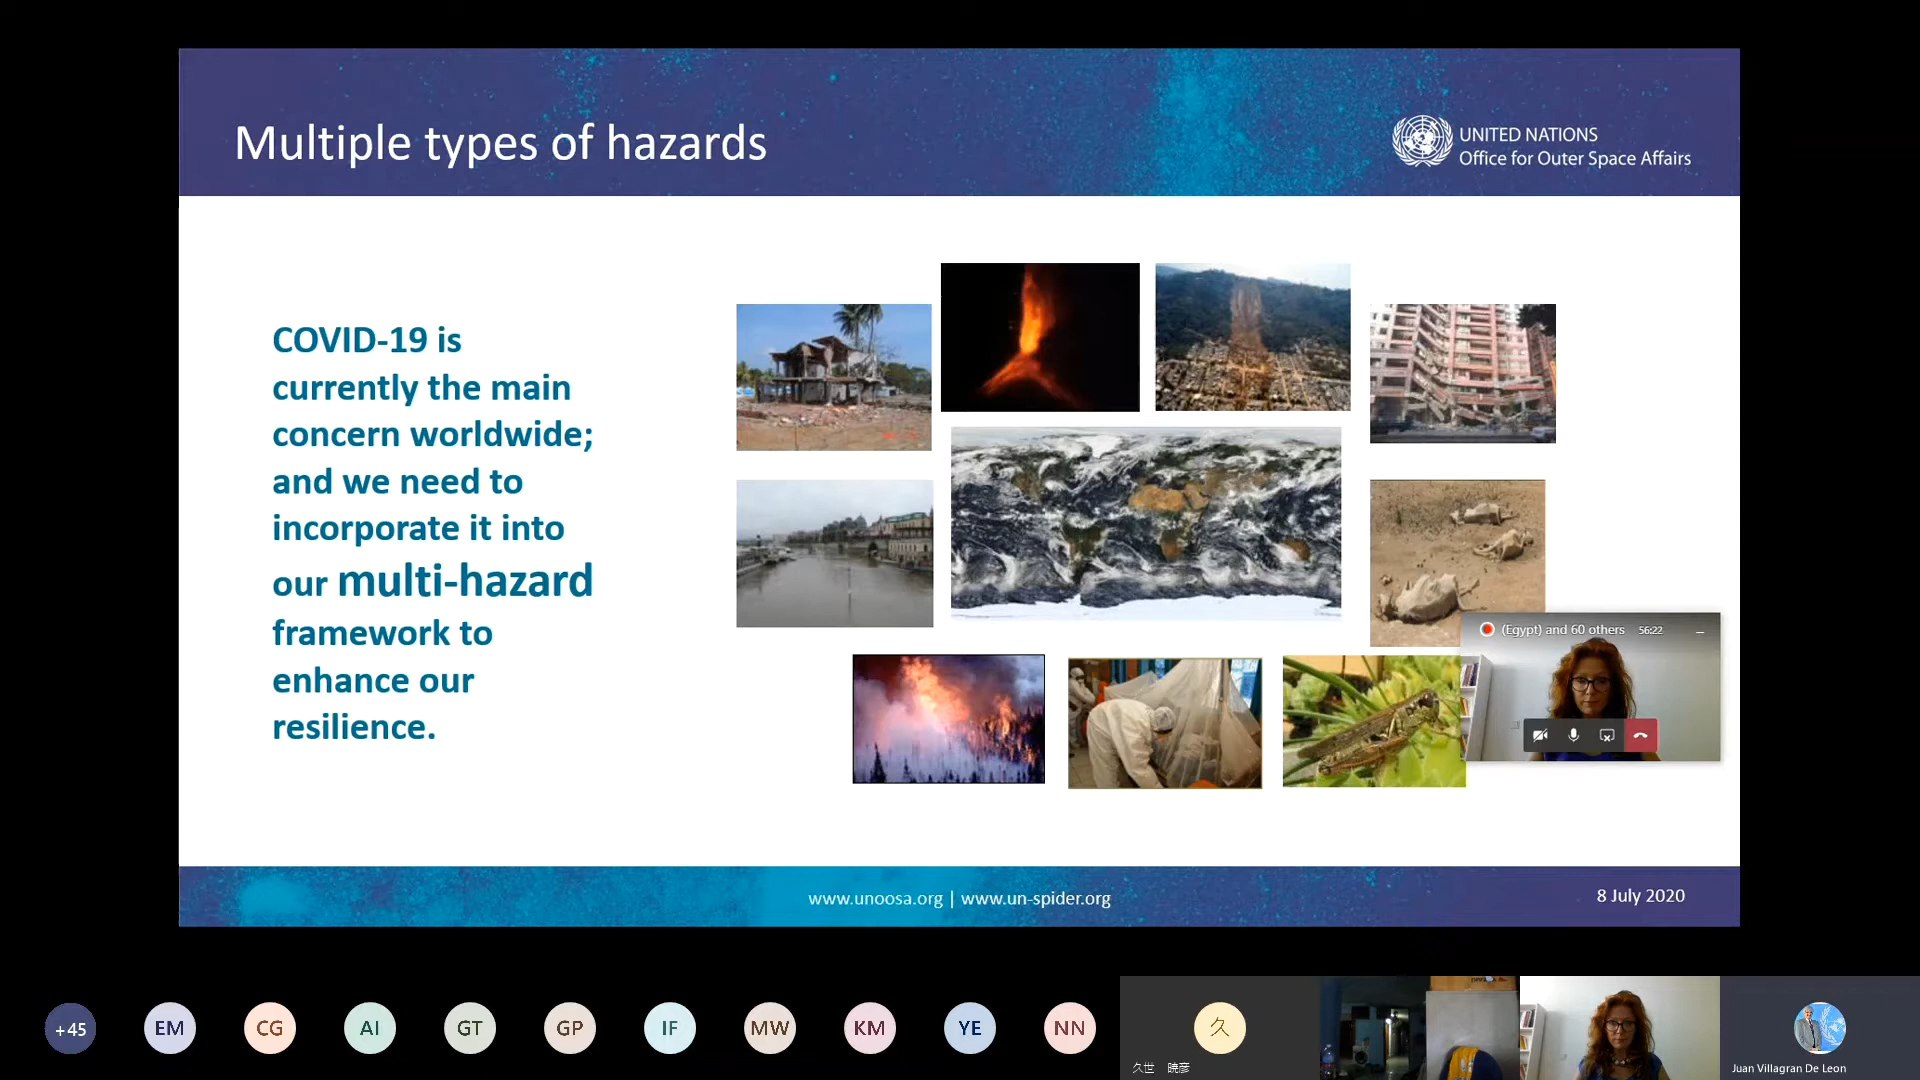 Multiple types of hazards
UNITED NATIONS
Office for Outer Space Affairs
COVID-19 is
currently the main
concern worldwide;
and we need to
incorporate it into
our multi-hazard
framework to
enhance our
resilience.
(Egypt) and 60 others 56:22
www.unoosa.org | www.un-spider.org
8 July 2020
+45
EM
CG
AI
GT
GP
IF
MW
KM
YE
NN
久
久世 暁彦
Juan Villagran De Leon